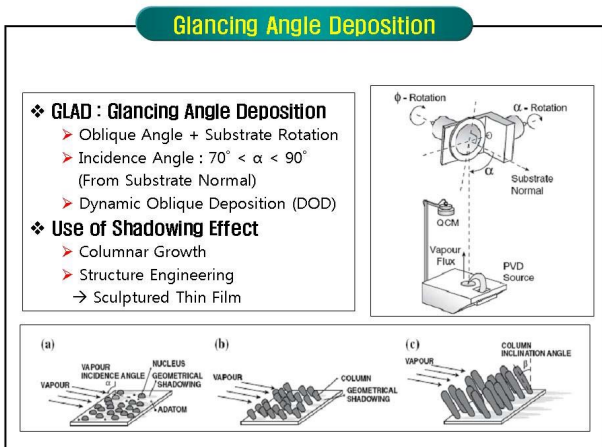 Glancing Angle Deposition
❖ GLAD : Glancing Angle Deposition
➤ Oblique Angle + Substrate Rotation
➤ Incidence Angle : 70° < α < 90°
(From Substrate Normal)
➤ Dynamic Oblique Deposition (DOD)
❖ Use of Shadowing Effect
➤ Columnar Growth
➤ Structure Engineering
→ Sculptured Thin Film
ϕ - Rotation
α - Rotation
α
Substrate
Normal
QCM
Vapour
Flux
PVD
Source
(a)
VAPOUR
INCIDENCE ANGLE
α
NUCLEUS
GEOMETRICAL
SHADOWING
VAPOUR
ADATOM
(b)
VAPOUR
COLUMN
GEOMETRICAL
SHADOWING
(c)
VAPOUR
COLUMN
INCLINATION ANGLE
β